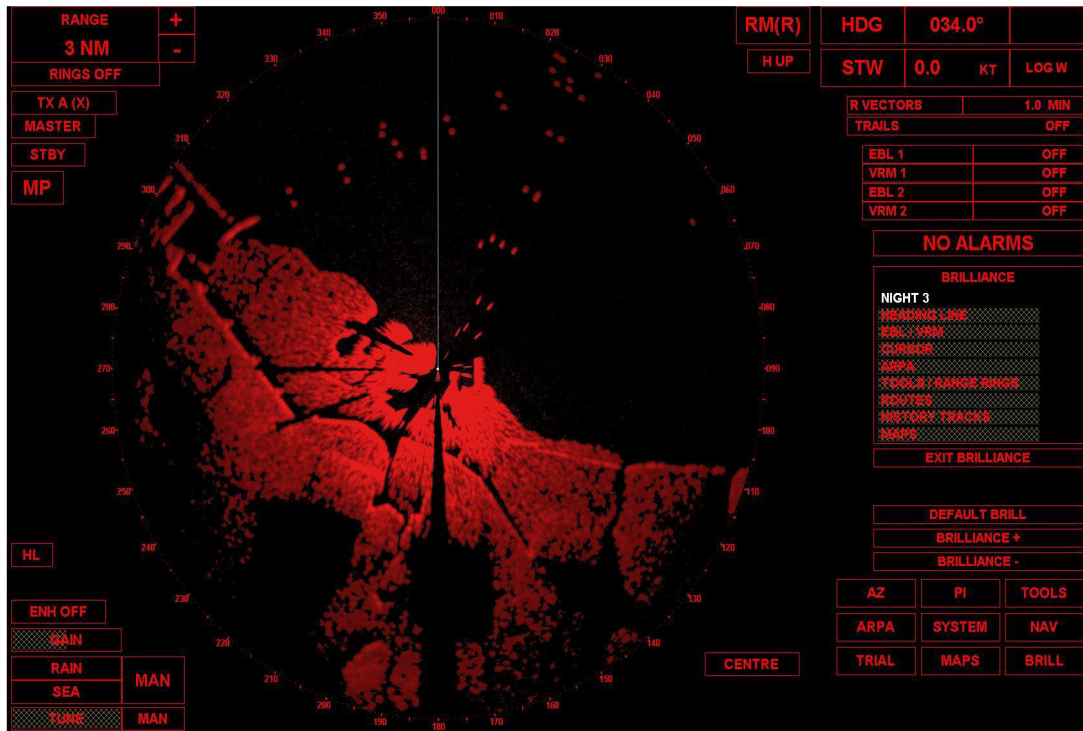 RANGE
+
3 NM
-
RINGS OFF
TX A (X)
MASTER
STBY
MP
HL
ENH OFF
GAIN
RAIN
SEA
MAN
TUNE
MAN
000
010
020
030
040
050
060
070
080
090
100
110
120
130
140
150
160
170
180
190
200
210
220
230
240
250
260
270
280
290
300
310
320
330
340
350
RM(R)
H UP
CENTRE
HDG 034.0°
STW 0.0 KT LOG W
R VECTORS 1.0 MIN
TRAILS OFF
EBL 1 OFF
VRM 1 OFF
EBL 2 OFF
VRM 2 OFF
NO ALARMS
BRILLIANCE
NIGHT 3
HEADING LINE
EBL / VRM
CURSOR
ARPA
TOOLS / RANGE RINGS
ROUTES
HISTORY TRACKS
MAPS
EXIT BRILLIANCE
DEFAULT BRILL
BRILLIANCE +
BRILLIANCE -
AZ PI TOOLS
ARPA SYSTEM NAV
TRIAL MAPS BRILL